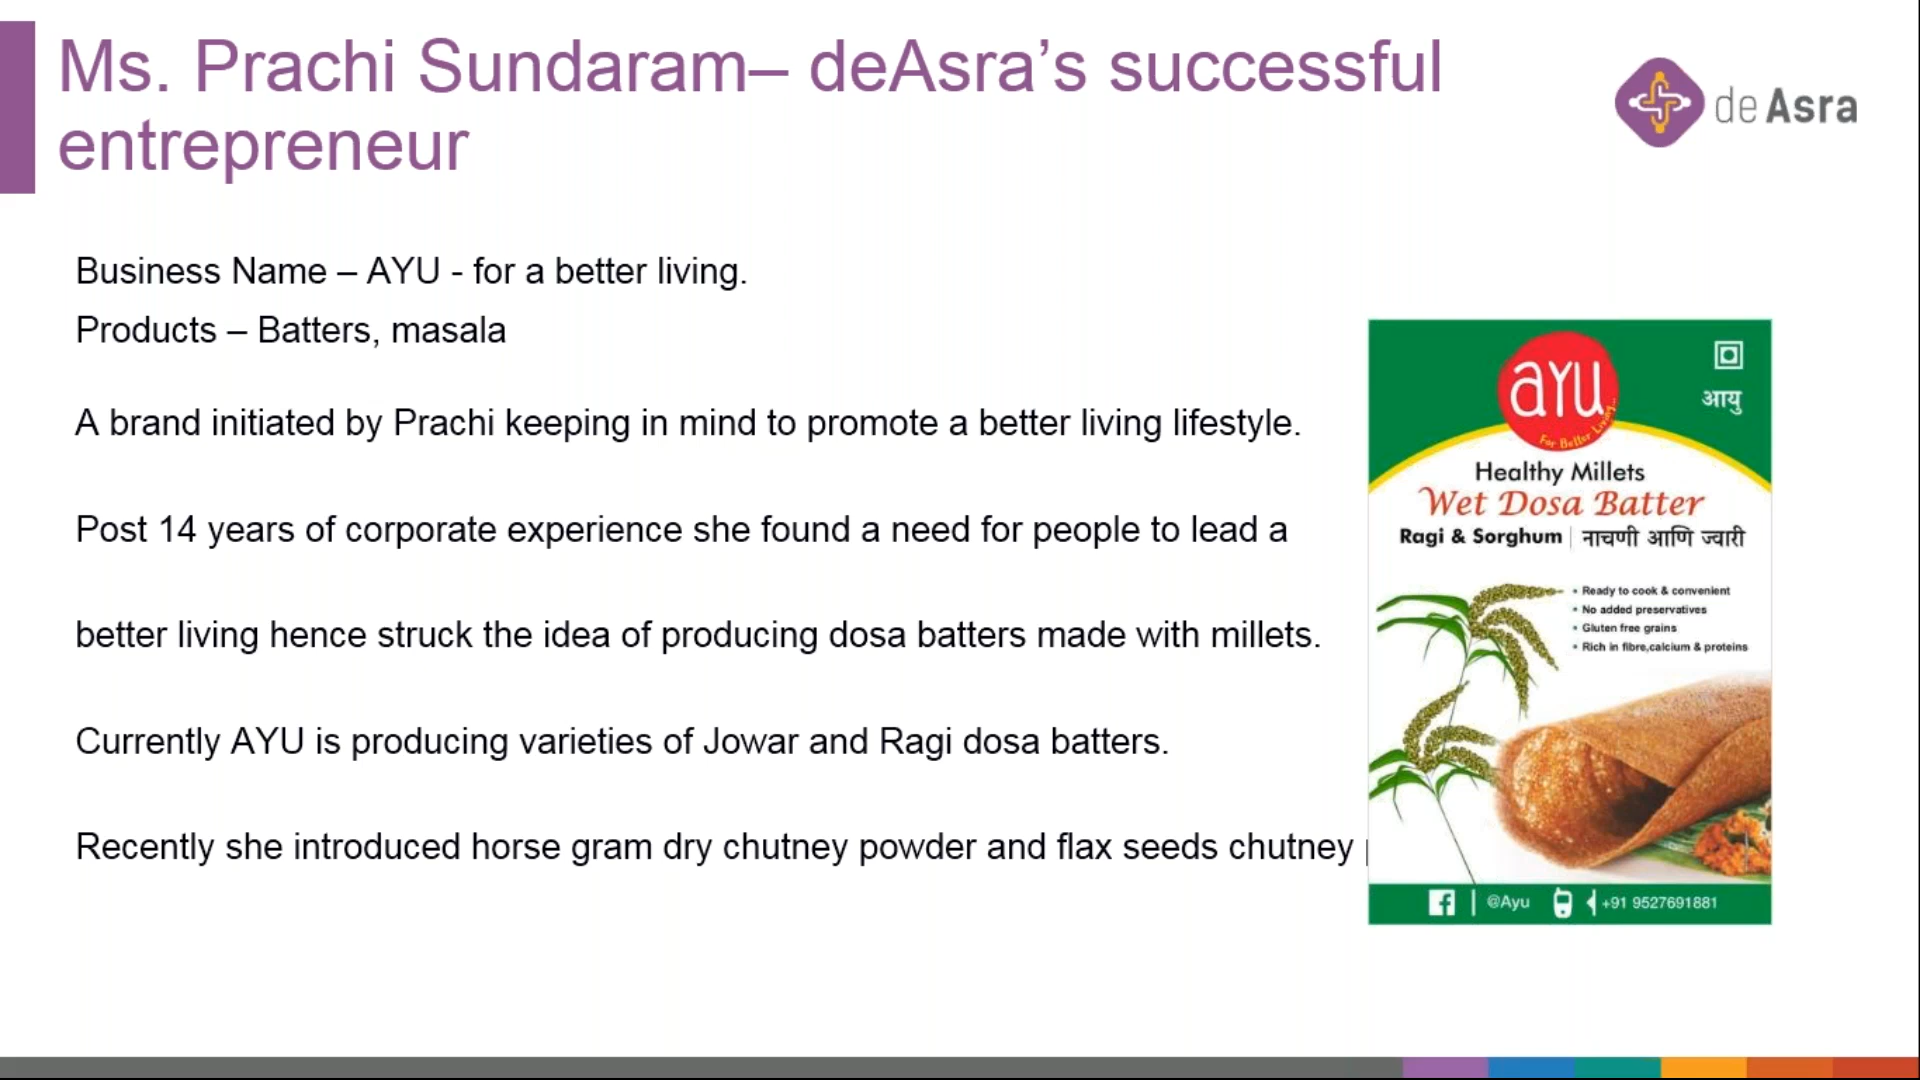 Ms. Prachi Sundaram– deAsra’s successful
entrepreneur
de Asra
Business Name – AYU - for a better living.
Products – Batters, masala
A brand initiated by Prachi keeping in mind to promote a better living lifestyle.
Post 14 years of corporate experience she found a need for people to lead a
better living hence struck the idea of producing dosa batters made with millets.
Currently AYU is producing varieties of Jowar and Ragi dosa batters.
Recently she introduced horse gram dry chutney powder and flax seeds chutney
aYU
For Better Living...
आयु
Healthy Millets
Wet Dosa Batter
Ragi & Sorghum | नाचणी आणि ज्वारी
• Ready to cook & convenient
• No added preservatives
• Gluten free grains
• Rich in fibre,calcium & proteins
@Ayu +91 9527691881